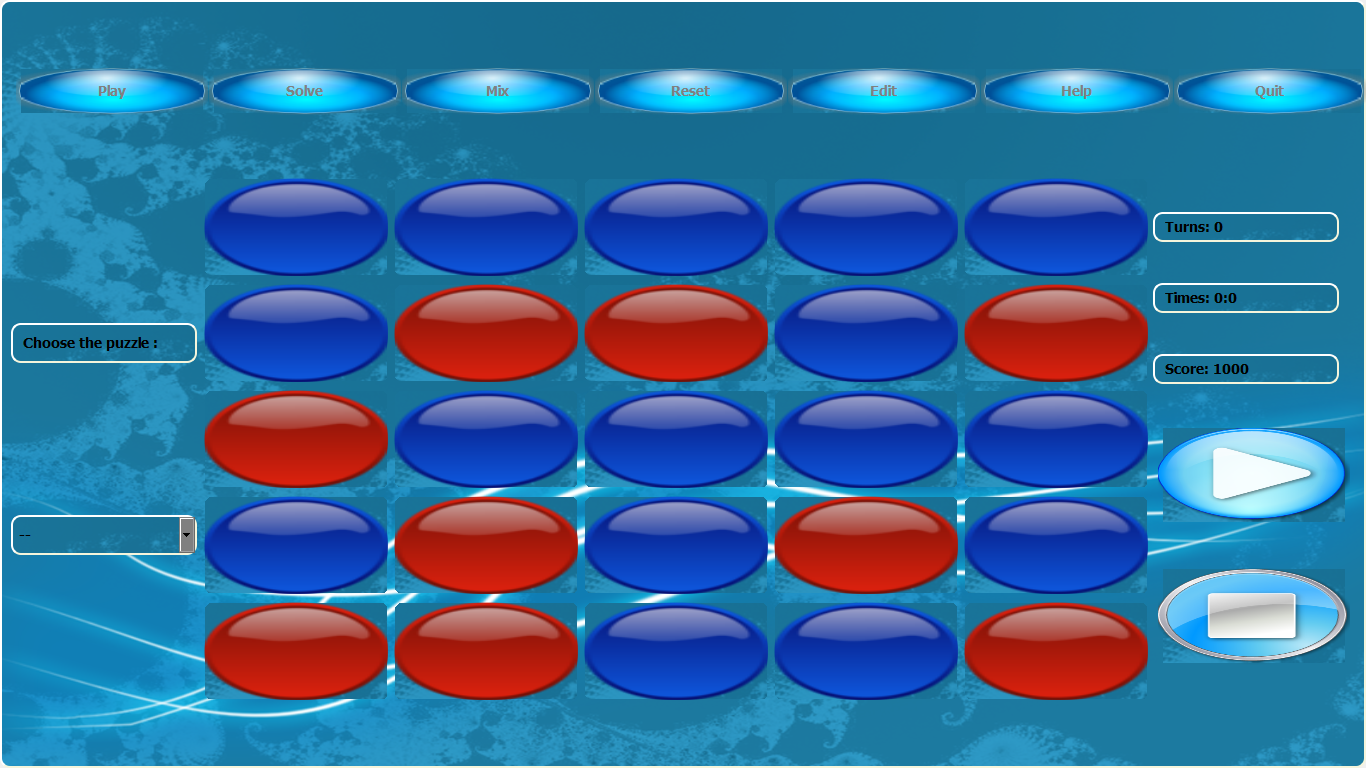 Play
Solve
Mix
Reset
Edit
Help
Quit
Turns: 0
Times: 0:0
Choose the puzzle :
Score: 1000
--